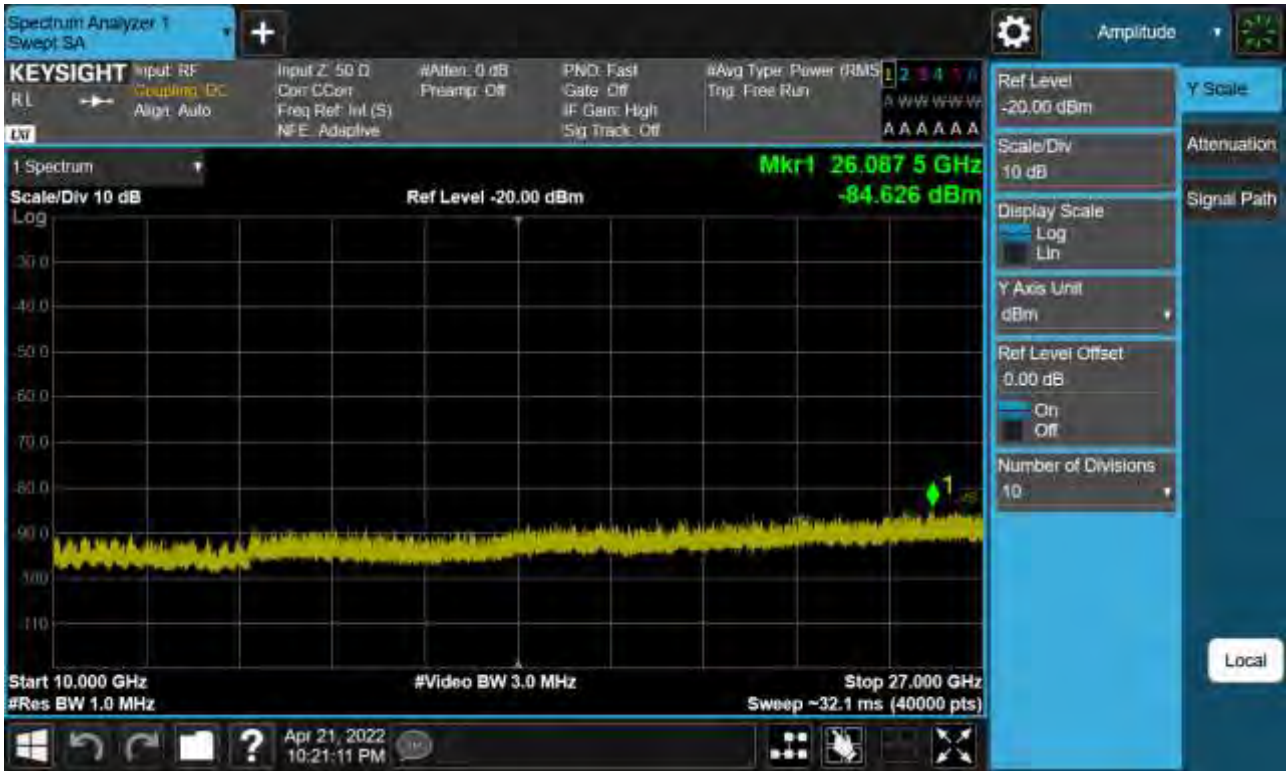 Spectrum Analyzer 1
Swept SA
+
Amplitude
KEYSIGHT
RL
Input: RF
Coupling: DC
Align: Auto
Input Z: 50 Ω
Corr CCorr
Freq Ref: Int (S)
NFE: Adaptive
#Atten: 0 dB
Preamp: Off
PNO: Fast
Gate: Off
IF Gain: High
Sig Track: Off
#Avg Type: Power (RMS
Trig: Free Run
1 2 3 4 5 6
A W W W W W
A A A A A A
1 Spectrum
Scale/Div 10 dB
Ref Level -20.00 dBm
Mkr1 26.087 5 GHz
-84.626 dBm
Log
-30.0
-40.0
-50.0
-60.0
-70.0
-80.0
-90.0
-100
-110
1
Start 10.000 GHz
#Res BW 1.0 MHz
#Video BW 3.0 MHz
Stop 27.000 GHz
Sweep ~32.1 ms (40000 pts)
Ref Level
-20.00 dBm
Scale/Div
10 dB
Display Scale
Log
Lin
Y Axis Unit
dBm
Ref Level Offset
0.00 dB
On
Off
Number of Divisions
10
Y Scale
Attenuation
Signal Path
Local
?
Apr 21, 2022
10:21:11 PM